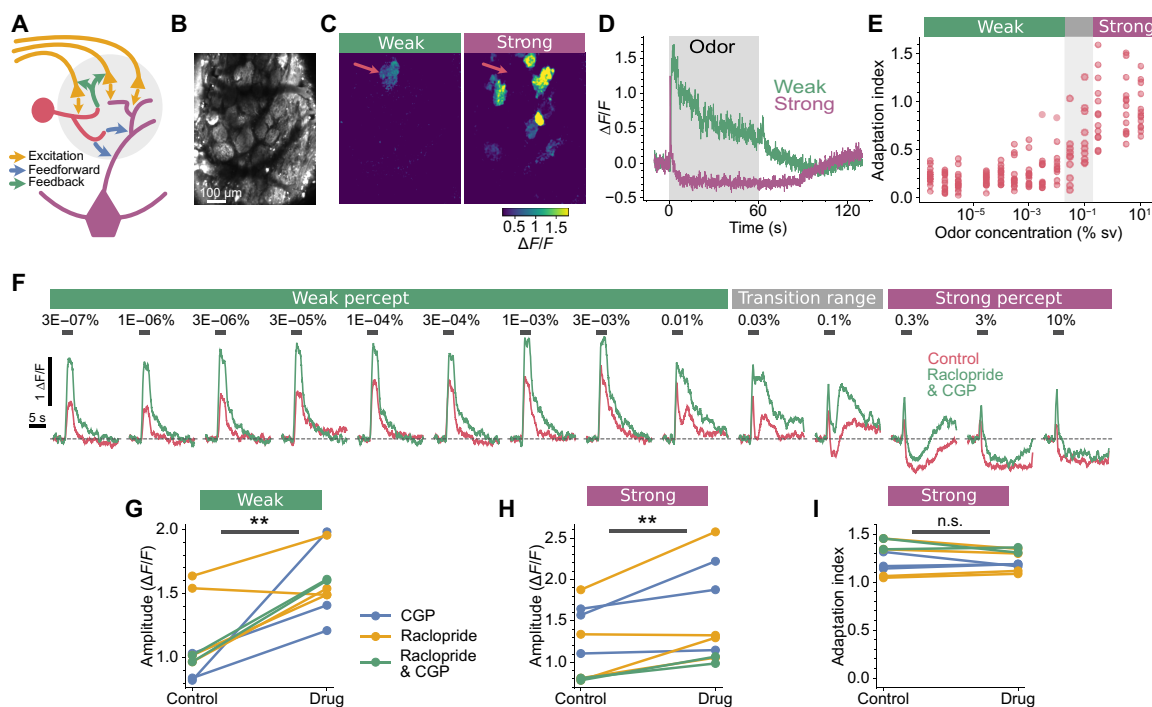 A
Excitation
Feedforward
Feedback
B
100 µm
C
Weak
Strong
0.5 1 1.5
ΔF/F
D
Odor
Weak
Strong
ΔF/F
1.5
1.0
0.5
0.0
−0.5
0 60 120
Time (s)
E
Weak
Strong
Adaptation index
1.5
1.0
0.5
0.0
10⁻⁵ 10⁻³ 10⁻¹ 10¹
Odor concentration (% sv)
F
Weak percept
Transition range
Strong percept
3E−07% 1E−06% 3E−06% 3E−05% 1E−04% 3E−04% 1E−03% 3E−03% 0.01% 0.03% 0.1% 0.3% 3% 10%
1 ΔF/F
5 s
Control
Raclopride
& CGP
G
Weak
**
Amplitude (ΔF/F)
2.0
1.5
1.0
Control Drug
CGP
Raclopride
Raclopride
& CGP
H
Strong
**
Amplitude (ΔF/F)
2.5
2.0
1.5
1.0
Control Drug
I
Strong
n.s.
Adaptation index
1.5
1.0
0.5
0.0
Control Drug